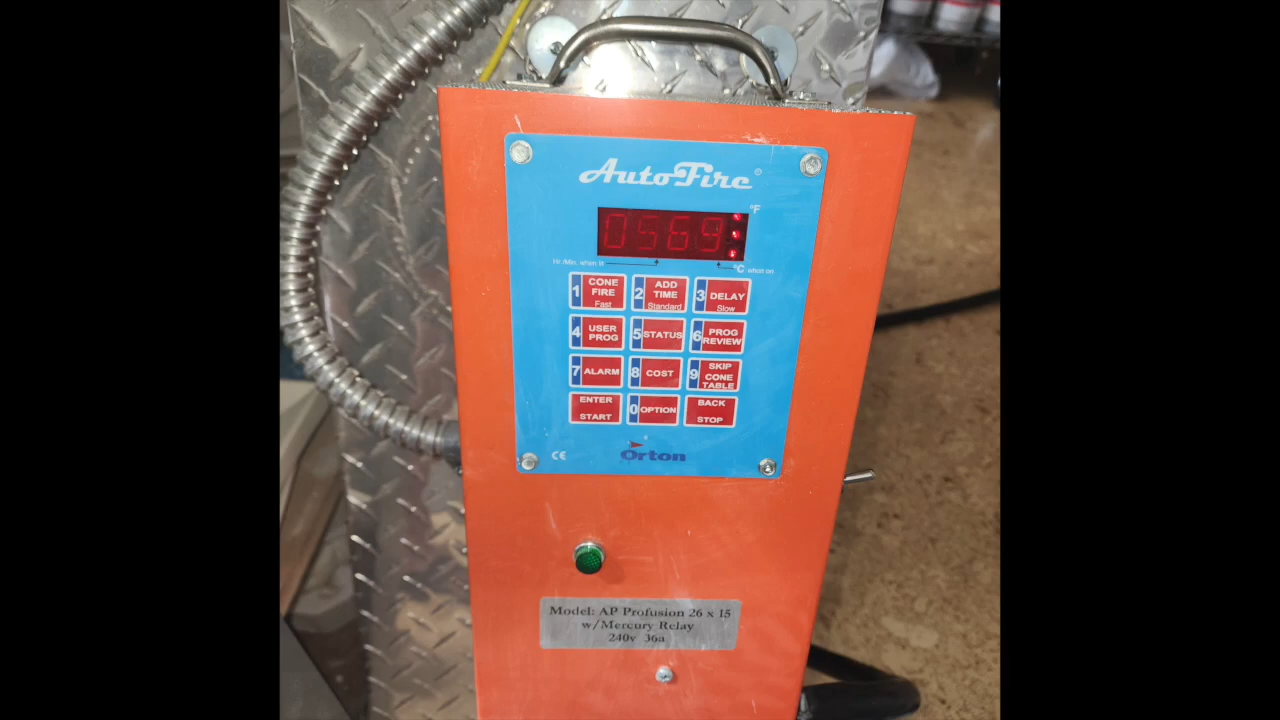 AutoFire
°F
0569
Hr./Min. when lit
°C when on
1 CONE FIRE Fast
2 ADD TIME Standard
3 DELAY Slow
4 USER PROG
5 STATUS
6 PROG REVIEW
7 ALARM
8 COST
9 SKIP CONE TABLE
ENTER START
0 OPTION
BACK STOP
CE
Orton
Model: AP Profusion 26 x 15
w/Mercury Relay
240v 36a